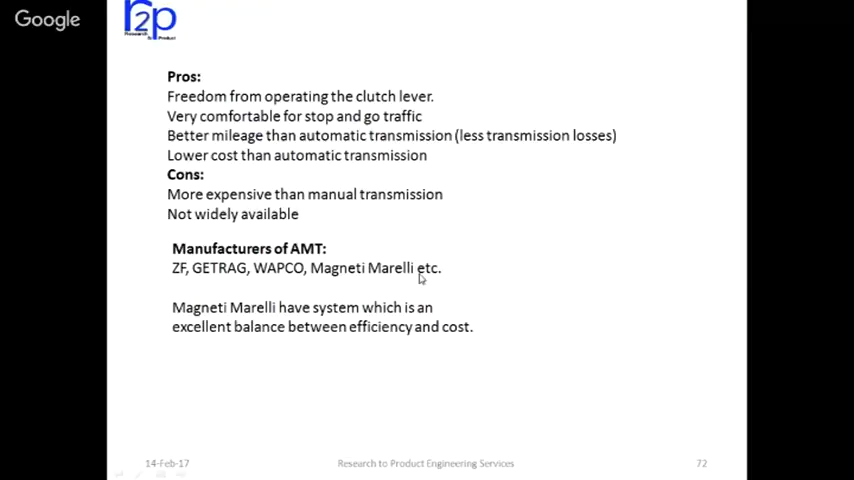 Google
r2p
Research to Product
Pros:
Freedom from operating the clutch lever.
Very comfortable for stop and go traffic
Better mileage than automatic transmission (less transmission losses)
Lower cost than automatic transmission
Cons:
More expensive than manual transmission
Not widely available
Manufacturers of AMT:
ZF, GETRAG, WAPCO, Magneti Marelli etc.
Magneti Marelli have system which is an
excellent balance between efficiency and cost.
14-Feb-17
Research to Product Engineering Services
72